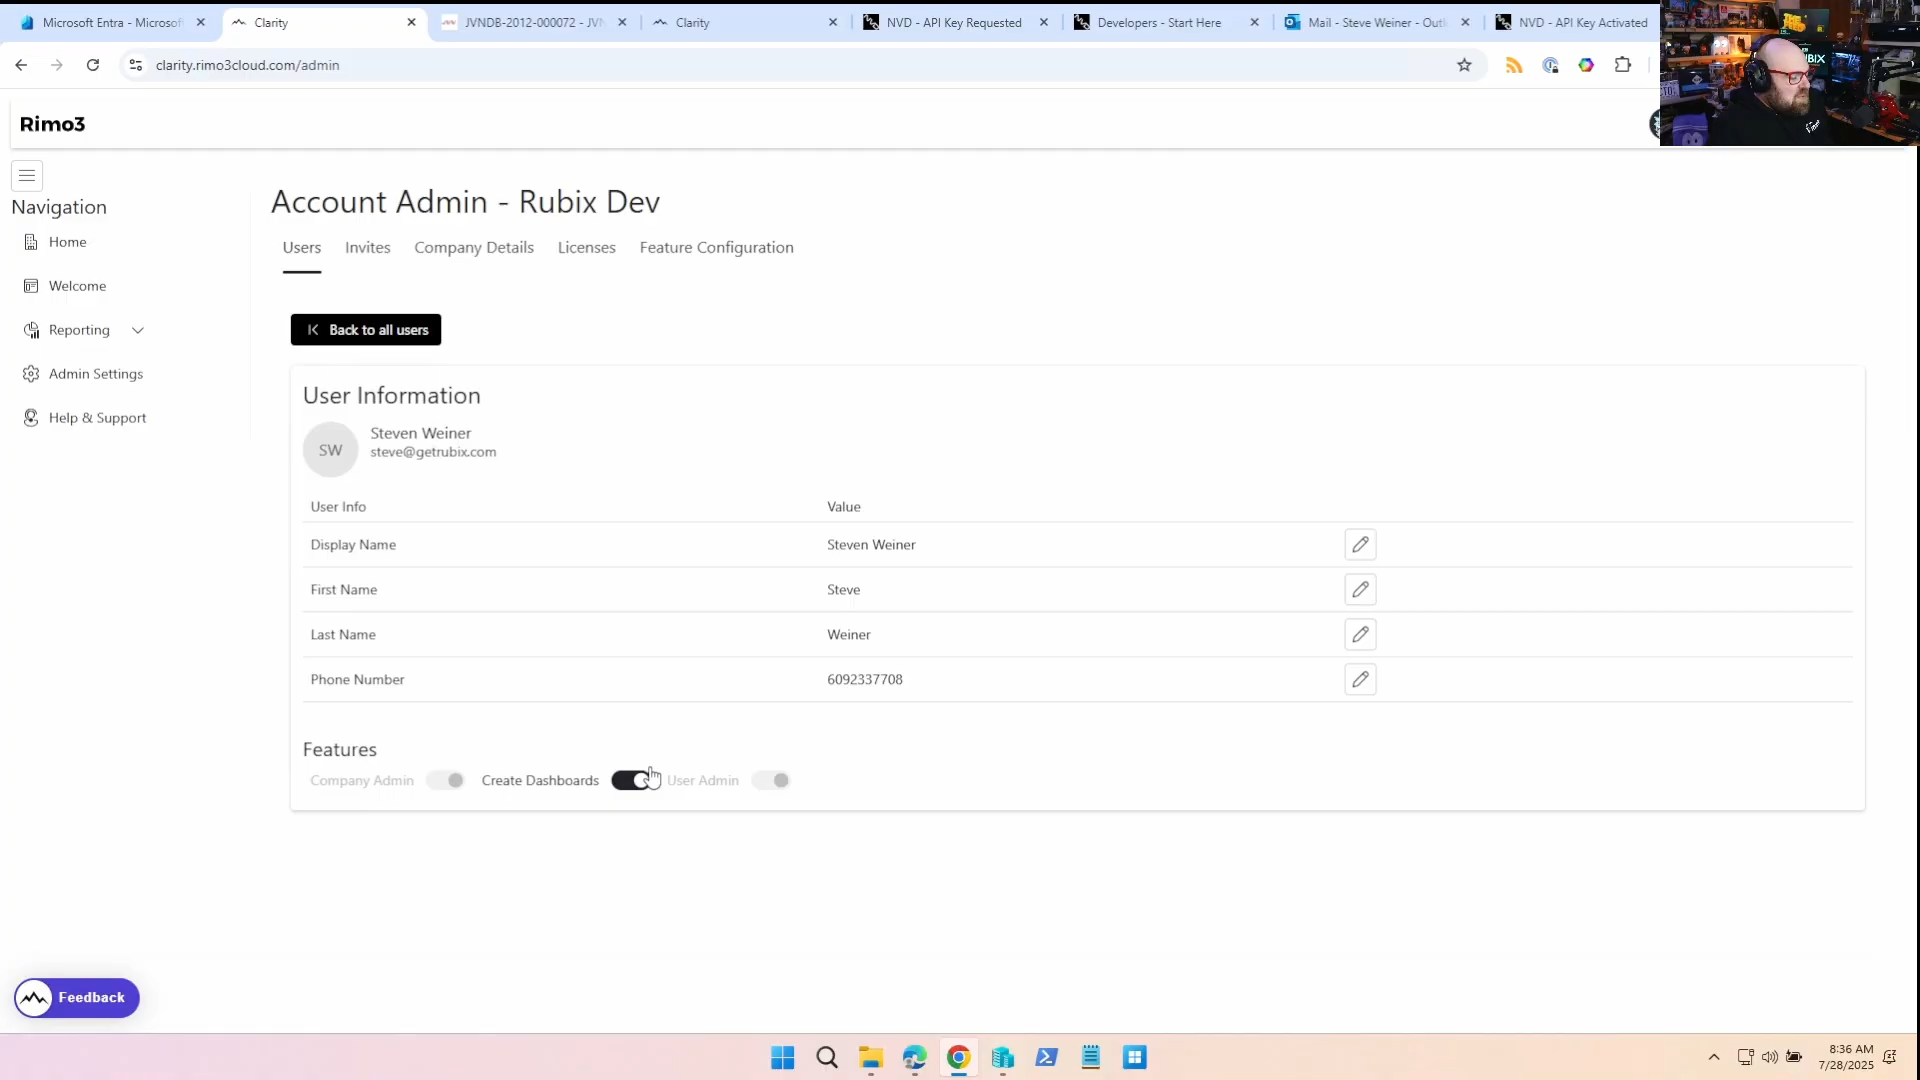 Microsoft Entra - Microsof
Clarity
JVNDB-2012-000072 - JVN
Clarity
NVD - API Key Requested
Developers - Start Here
Mail - Steve Weiner - Outl
NVD - API Key Activated
clarity.rimo3cloud.com/admin
Rimo3
Navigation
Home
Welcome
Reporting
Admin Settings
Help & Support
Account Admin - Rubix Dev
Users
Invites
Company Details
Licenses
Feature Configuration
Back to all users
User Information
SW
Steven Weiner
steve@getrubix.com
User Info
Value
Display Name
Steven Weiner
First Name
Steve
Last Name
Weiner
Phone Number
6092337708
Features
Company Admin
Create Dashboards
User Admin
Feedback
8:36 AM
7/28/2025